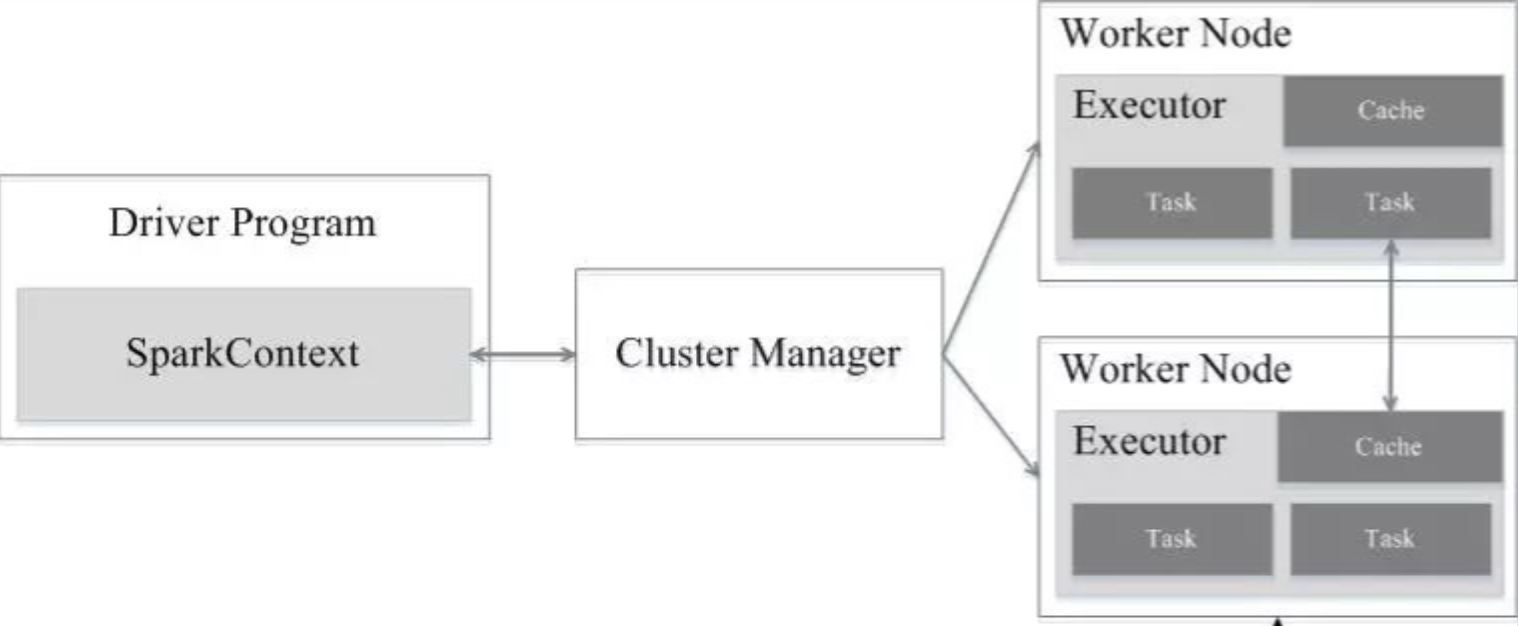 Driver Program
SparkContext
Cluster Manager
Worker Node
Executor
Cache
Task
Task
Worker Node
Executor
Cache
Task
Task